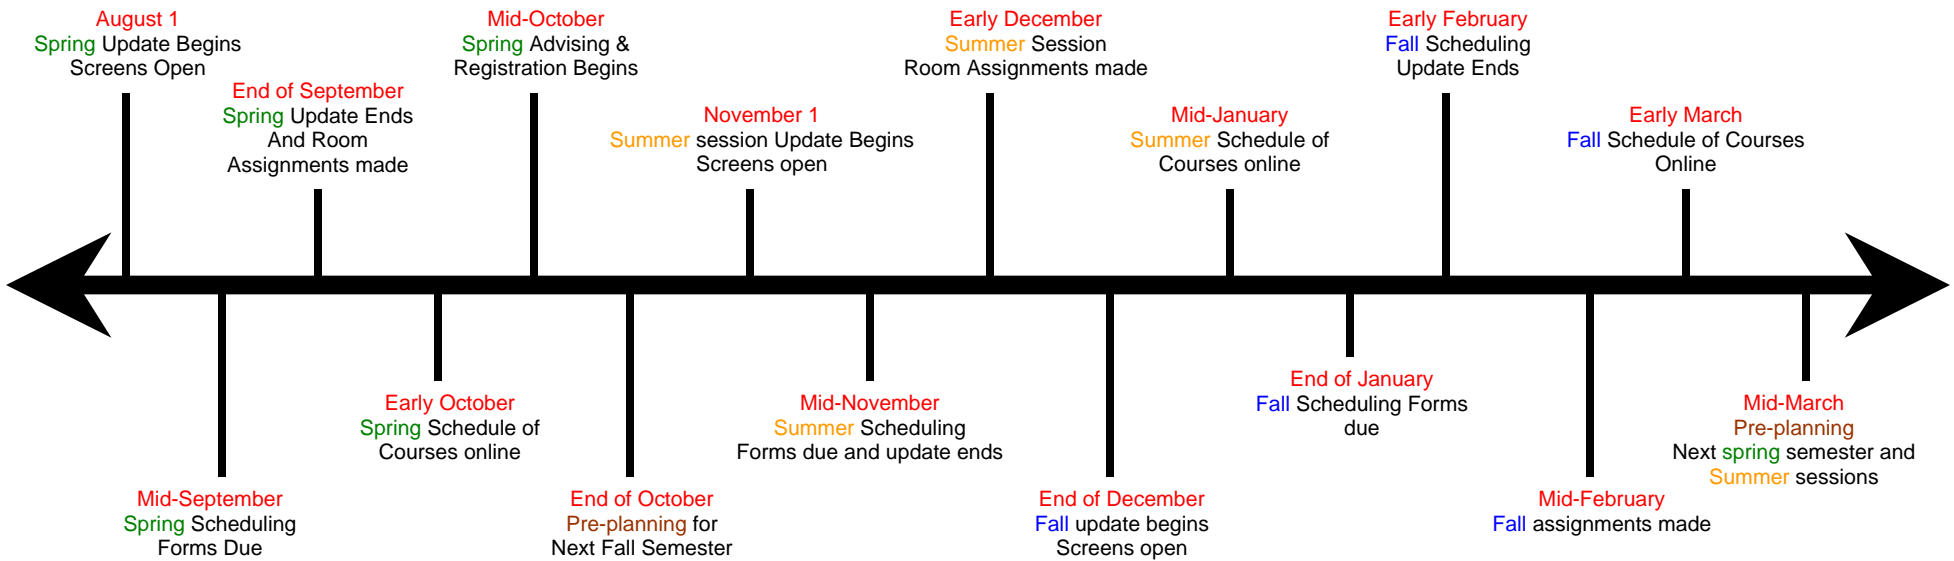 August 1
Spring Update Begins
Screens Open
End of September
Spring Update Ends
And Room
Assignments made
Mid-October
Spring Advising &
Registration Begins
November 1
Summer session Update Begins
Screens open
Early December
Summer Session
Room Assignments made
Mid-January
Summer Schedule of
Courses online
Early February
Fall Scheduling
Update Ends
Early March
Fall Schedule of Courses
Online
Mid-September
Spring Scheduling
Forms Due
Early October
Spring Schedule of
Courses online
End of October
Pre-planning for
Next Fall Semester
Mid-November
Summer Scheduling
Forms due and update ends
End of December
Fall update begins
Screens open
End of January
Fall Scheduling Forms
due
Mid-February
Fall assignments made
Mid-March
Pre-planning
Next spring semester and
Summer sessions